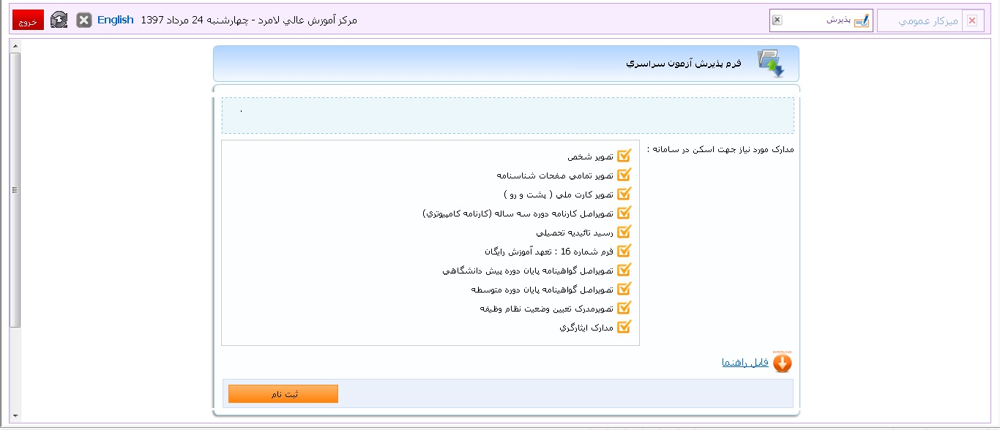 ميزكار عمومي
پذيرش
مركز آموزش عالي لامرد - چهارشنبه 24 مرداد 1397
English
خروج
فرم پذيرش آزمون سراسري
.
مدارک مورد نياز جهت اسکن در سامانه :
تصوير شخص
تصوير تمامي صفحات شناسنامه
تصوير کارت ملي ( پشت و رو )
تصويراصل کارنامه دوره سه ساله (کارنامه کامپيوتري)
رسيد تائيديه تحصيلي
فرم شماره 16 : تعهد آموزش رايگان
تصويراصل گواهينامه پايان دوره پيش دانشگاهي
تصويراصل گواهينامه پايان دوره متوسطه
تصويرمدرک تعيين وضعيت نظام وظيفه
مدارک ايثارگري
DOWNLOAD
فايل راهنما
ثبت نام